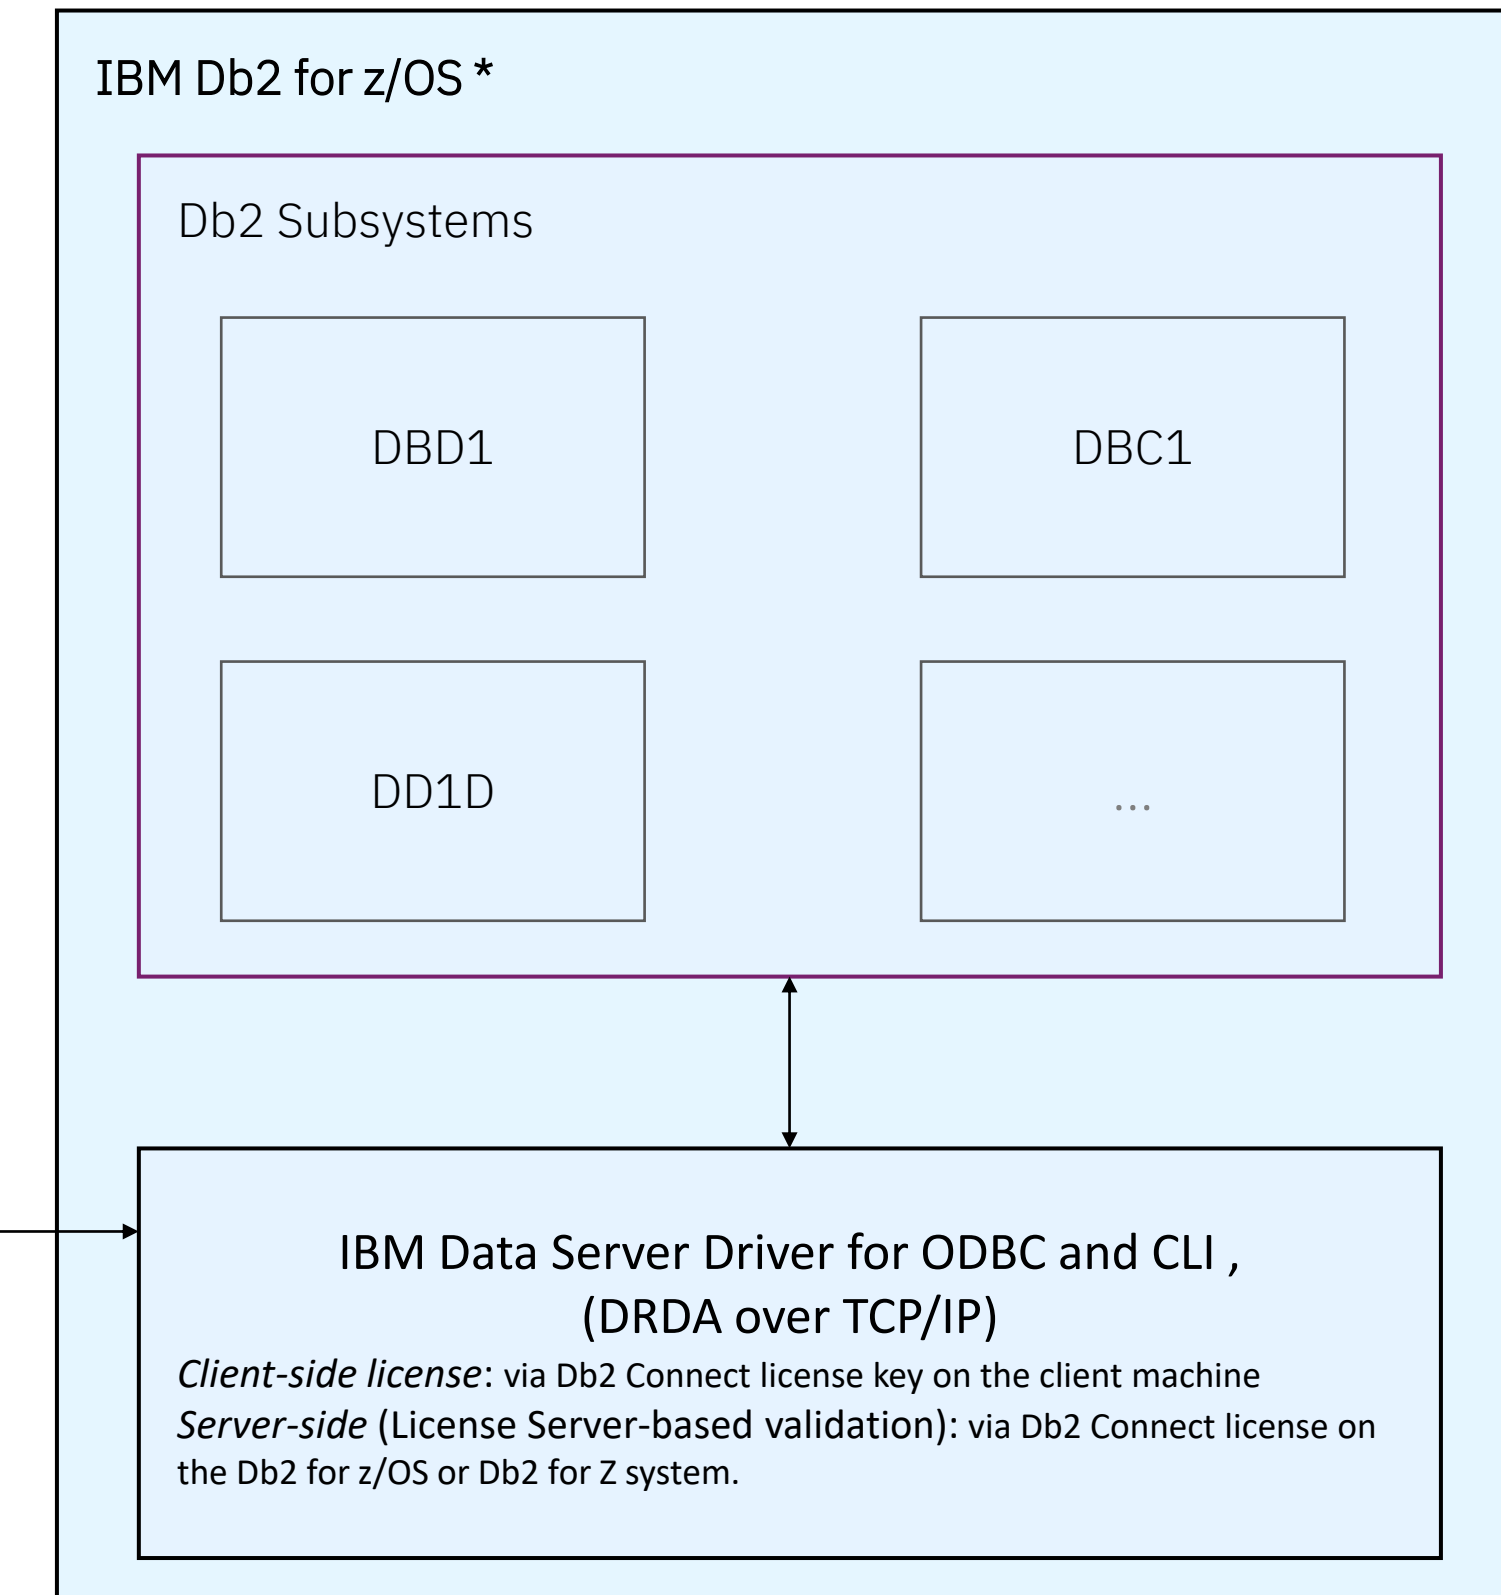 IBM Db2 for z/OS *
Db2 Subsystems
DBD1
DBC1
DD1D
...
IBM Data Server Driver for ODBC and CLI ,
(DRDA over TCP/IP)
Client-side license: via Db2 Connect license key on the client machine
Server-side (License Server-based validation): via Db2 Connect license on
the Db2 for z/OS or Db2 for Z system.